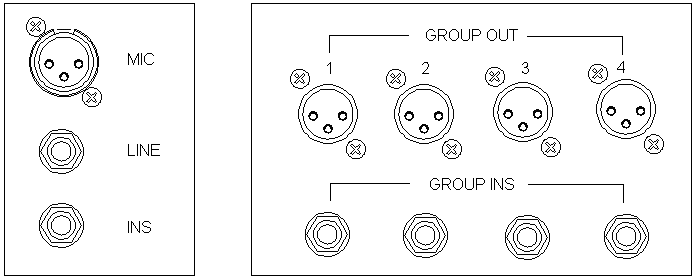 MIC
LINE
INS
GROUP OUT
1 2 3 4
GROUP INS